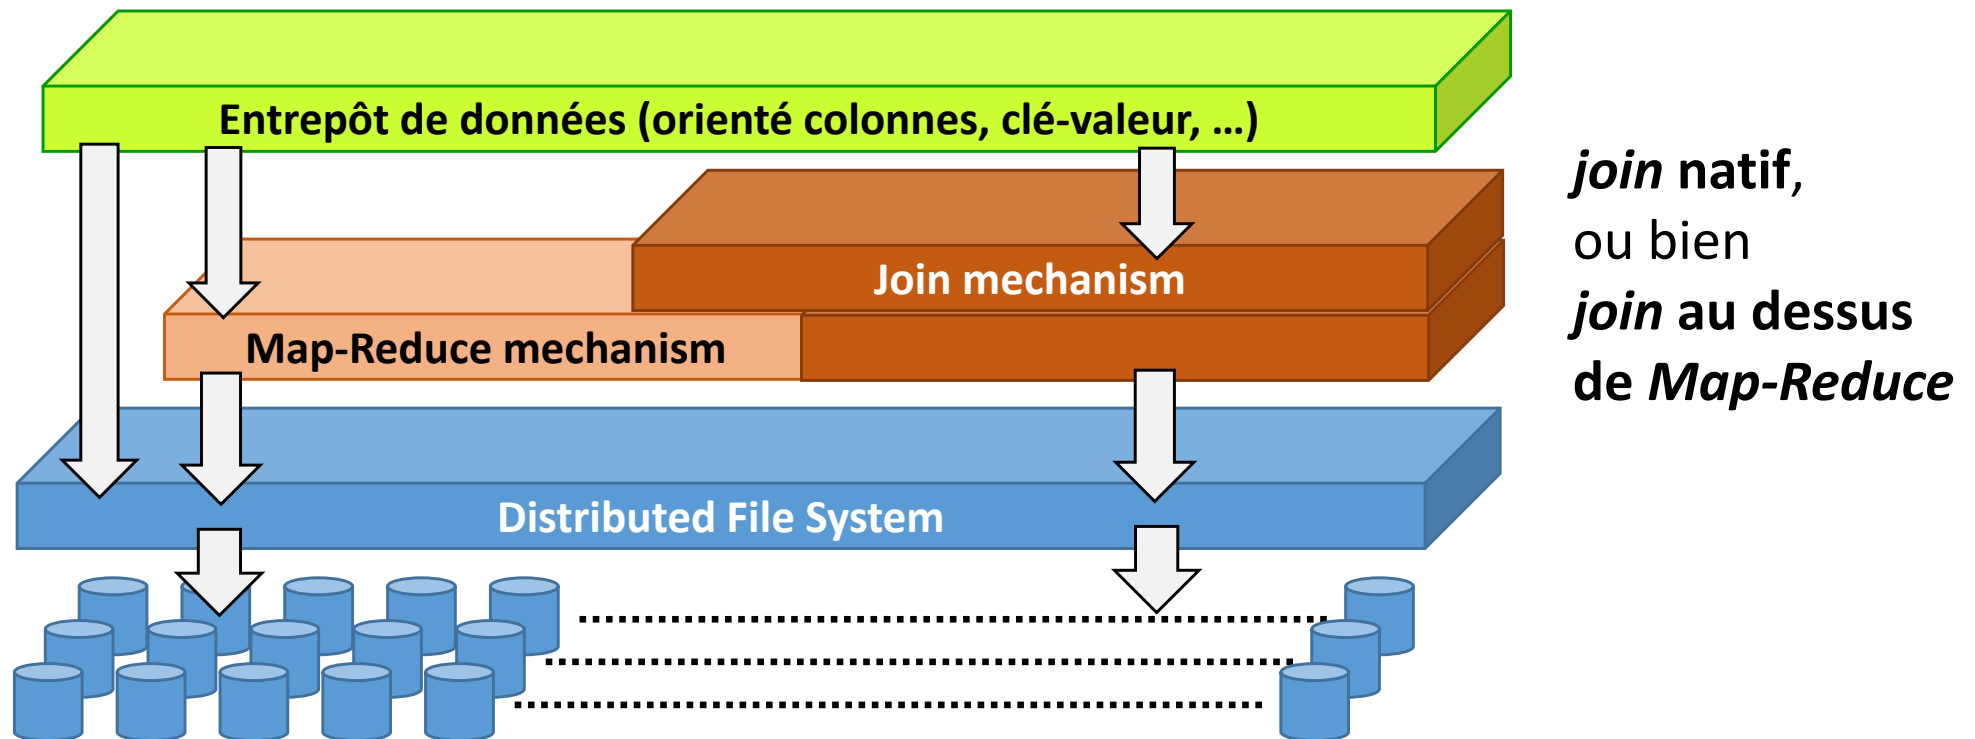 Entrepôt de données (orienté colonnes, clé-valeur, …)
Join mechanism
Map-Reduce mechanism
Distributed File System
join natif,
ou bien
join au dessus
de Map-Reduce